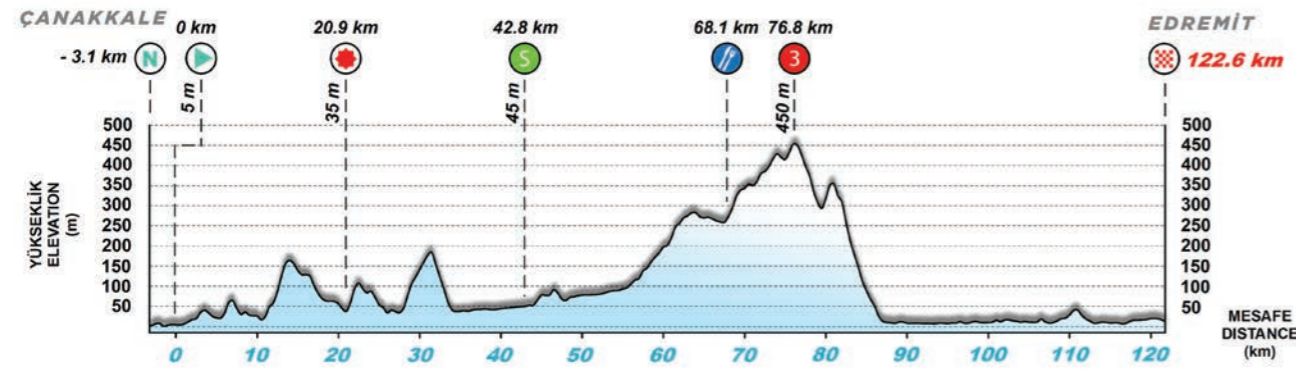 ÇANAKKALE
EDREMİT
0 km
20.9 km
42.8 km
68.1 km
76.8 km
- 3.1 km
N
S
3
122.6 km
5 m
35 m
45 m
450 m
YÜKSEKLİK
ELEVATION
(m)
500
450
400
350
300
250
200
150
100
50
500
450
400
350
300
250
200
150
100
50
0 10 20 30 40 50 60 70 80 90 100 110 120
MESAFE
DISTANCE
(km)